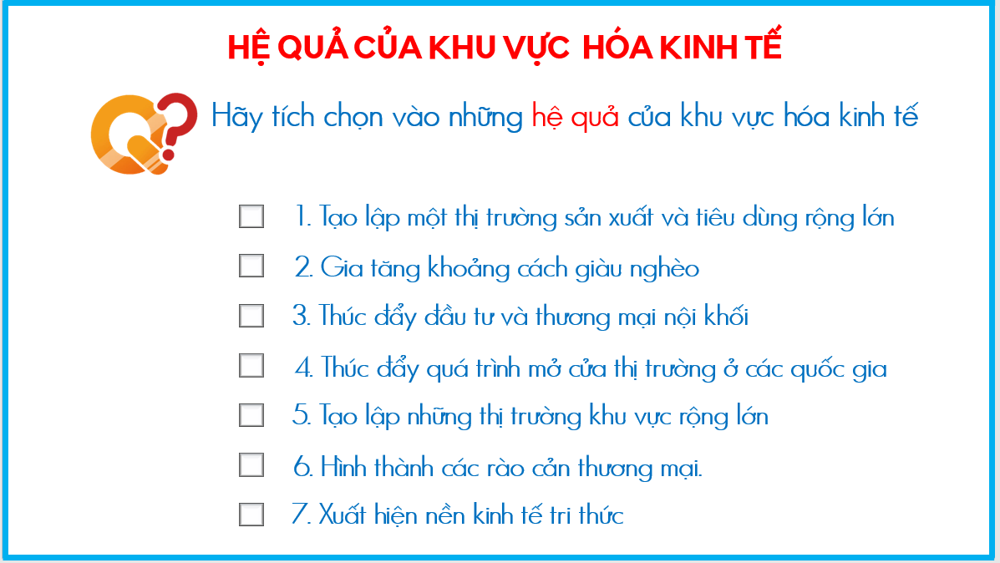 HỆ QUẢ CỦA KHU VỰC HÓA KINH TẾ
Hãy tích chọn vào những hệ quả của khu vực hóa kinh tế
1. Tạo lập một thị trường sản xuất và tiêu dùng rộng lớn
2. Gia tăng khoảng cách giàu nghèo
3. Thúc đẩy đầu tư và thương mại nội khối
4. Thúc đẩy quá trình mở cửa thị trường ở các quốc gia
5. Tạo lập những thị trường khu vực rộng lớn
6. Hình thành các rào cản thương mại.
7. Xuất hiện nền kinh tế tri thức